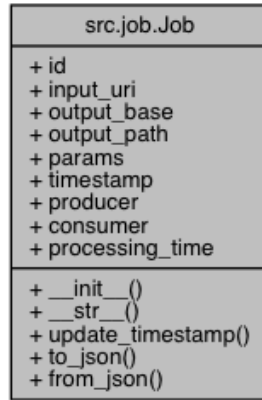 src.job.Job
+ id
+ input_uri
+ output_base
+ output_path
+ params
+ timestamp
+ producer
+ consumer
+ processing_time
+ __init__()
+ __str__()
+ update_timestamp()
+ to_json()
+ from_json()